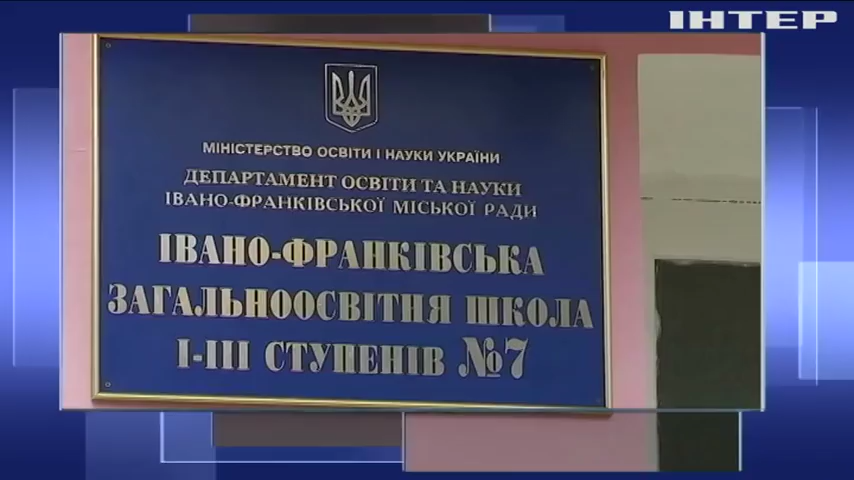 ІНТЕР
МІНІСТЕРСТВО ОСВІТИ І НАУКИ УКРАЇНИ
ДЕПАРТАМЕНТ ОСВІТИ ТА НАУКИ
ІВАНО-ФРАНКІВСЬКОЇ МІСЬКОЇ РАДИ
ІВАНО-ФРАНКІВСЬКА
ЗАГАЛЬНООСВІТНЯ ШКОЛА
І-ІІІ СТУПЕНІВ №7